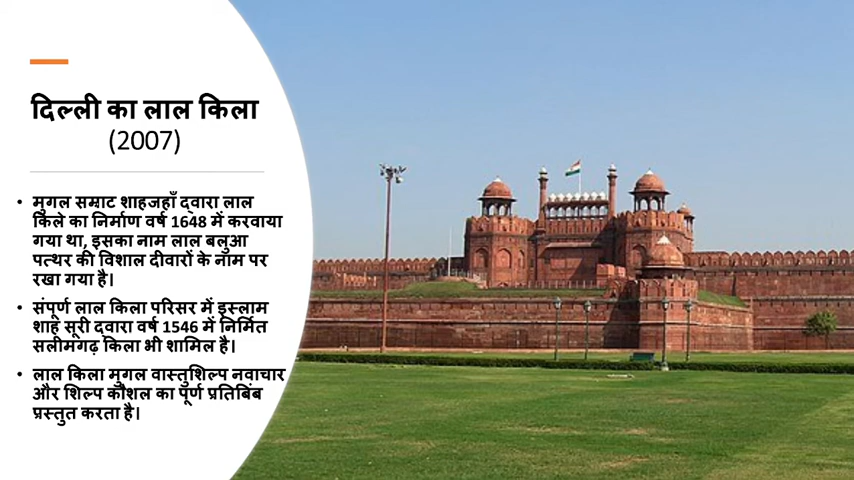 दिल्ली का लाल किला
(2007)
• मुगल सम्राट शाहजहाँ द्वारा लाल
किले का निर्माण वर्ष 1648 में करवाया
गया था, इसका नाम लाल बलुआ
पत्थर की विशाल दीवारों के नाम पर
रखा गया है।
• संपूर्ण लाल किला परिसर में इस्लाम
शाह सूरी द्वारा वर्ष 1546 में निर्मित
सलीमगढ़ किला भी शामिल है।
• लाल किला मुगल वास्तुशिल्प नवाचार
और शिल्प कौशल का पूर्ण प्रतिबिंब
प्रस्तुत करता है।